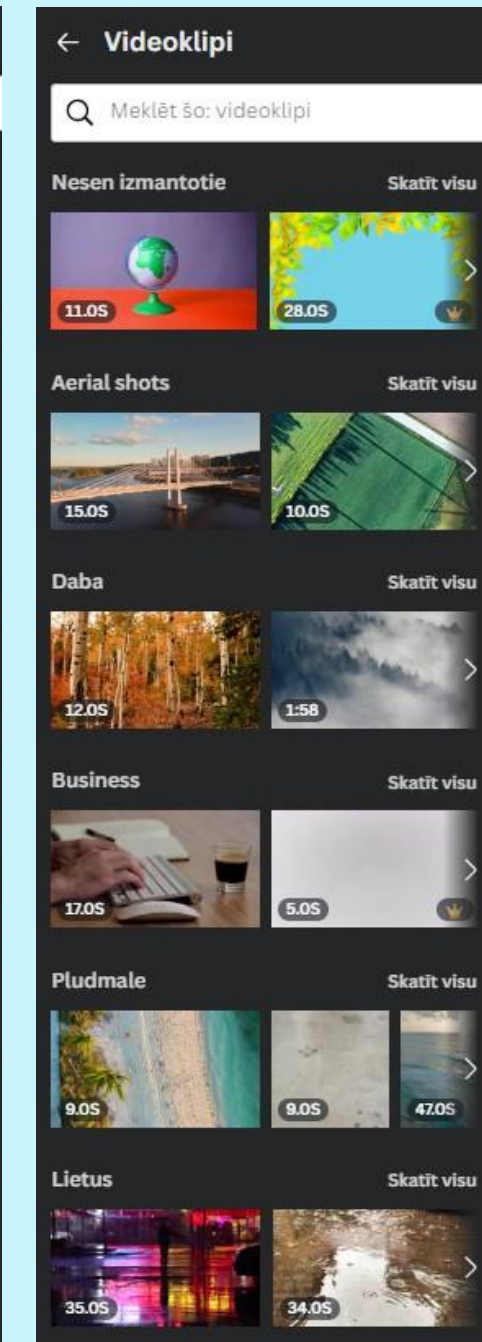 Videoklipi
Meklēt šo: videoklipi
Nesen izmantotie Skatīt visu
11.0S 28.0S
Aerial shots Skatīt visu
15.0S 10.0S
Daba Skatīt visu
12.0S 1:58
Business Skatīt visu
17.0S 5.0S
Pludmale Skatīt visu
9.0S 9.0S 47.0S
Lietus Skatīt visu
35.0S 34.0S